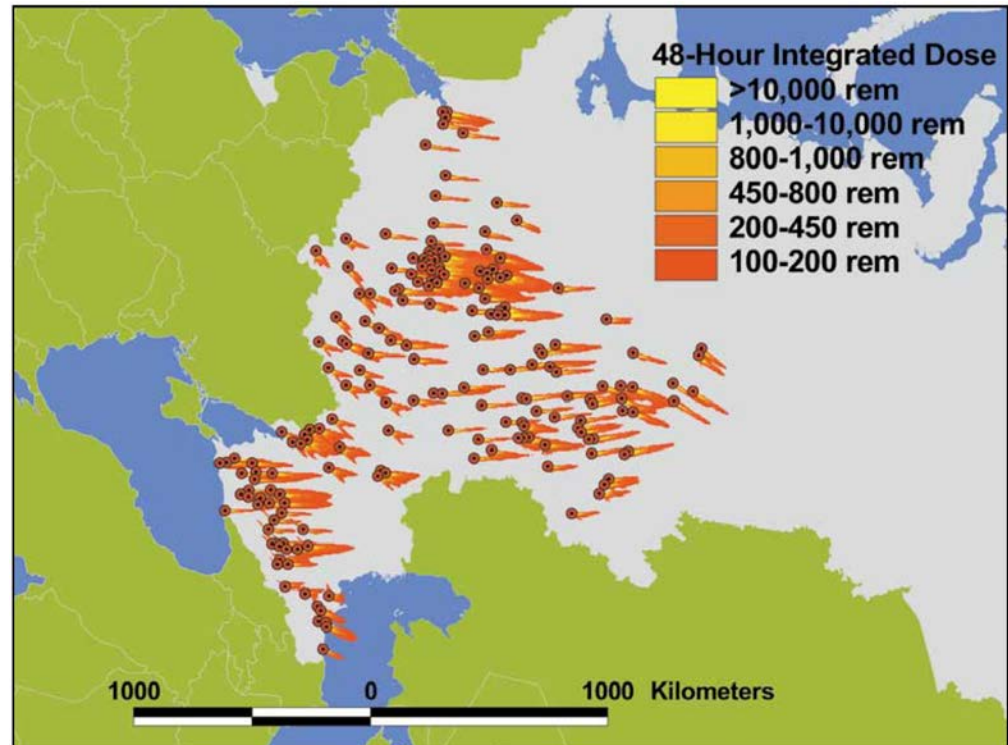 48-Hour Integrated Dose
>10,000 rem
1,000-10,000 rem
800-1,000 rem
450-800 rem
200-450 rem
100-200 rem
1000 0 1000 Kilometers